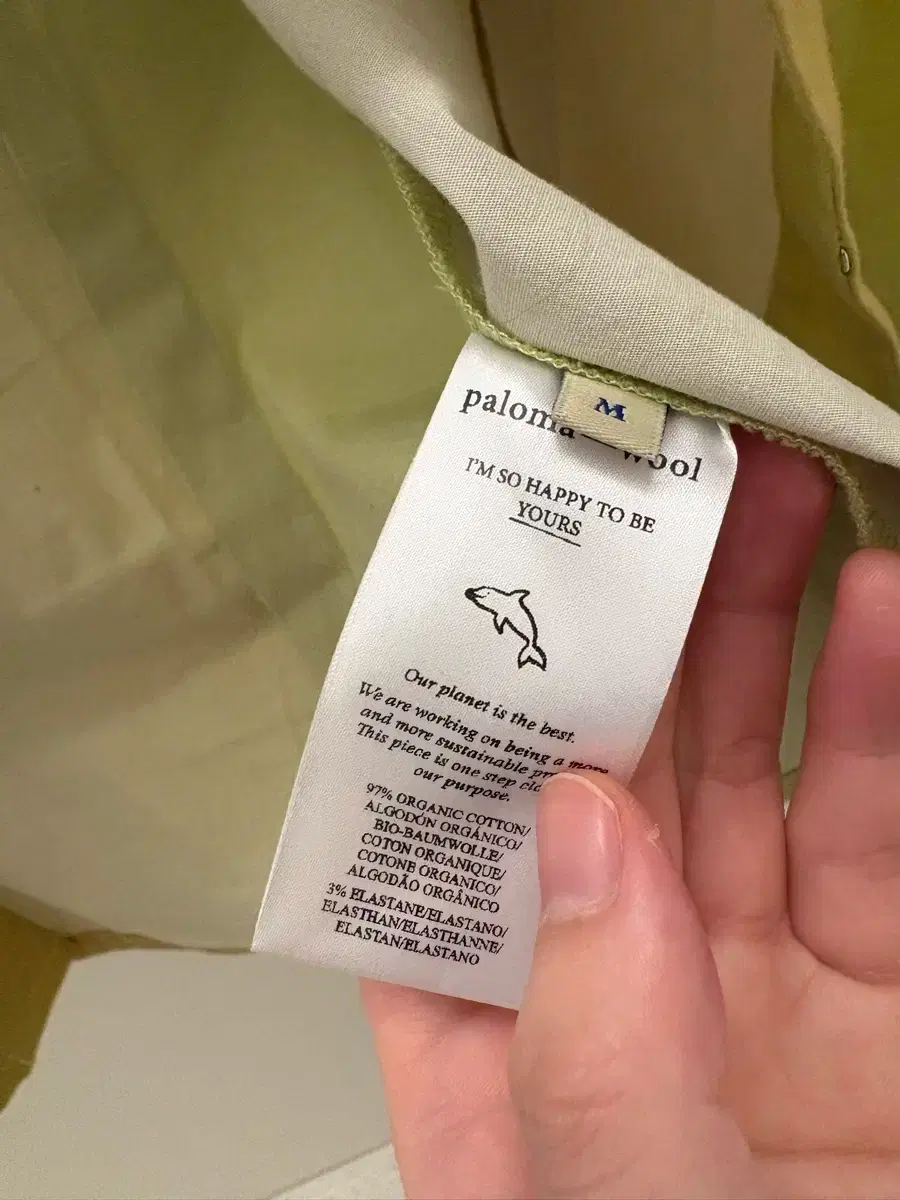 M
paloma wool
I'M SO HAPPY TO BE
YOURS
Our planet is the best.
We are working on being a more
and more sustainable
This piece is one step
our purpose.
97% ORGANIC COTTON/
ALGODÓN ORGÁNICO/
BIO-BAUMWOLLE/
COTON ORGANIQUE/
COTONE ORGANICO/
ALGODÃO ORGÂNICO
3% ELASTANE/ELASTANO/
ELASTHAN/ELASTHANNE/
ELASTAN/ELASTANO